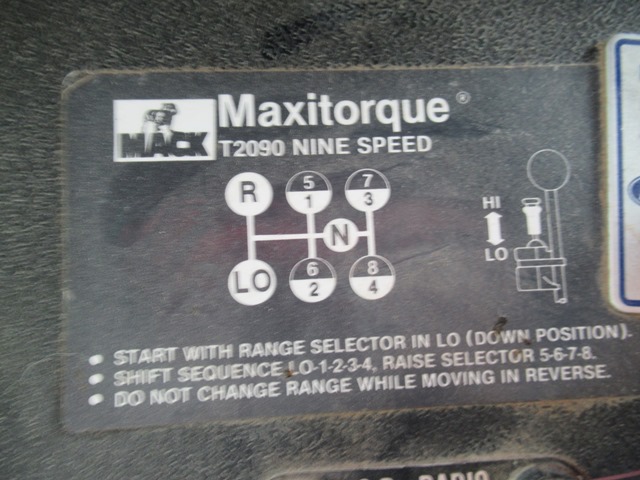 MACK
Maxitorque®
T2090 NINE SPEED
R 5 7
1 3
N
LO 6 8
2 4
HI
LO
• START WITH RANGE SELECTOR IN LO (DOWN POSITION).
• SHIFT SEQUENCE LO-1-2-3-4, RAISE SELECTOR 5-6-7-8.
• DO NOT CHANGE RANGE WHILE MOVING IN REVERSE.
RADIO